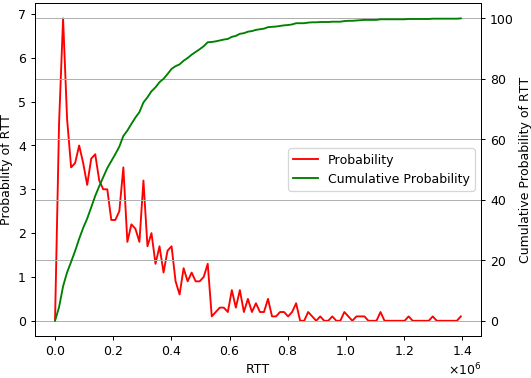 7
6
5
4
3
2
1
0
Probability of RTT
100
80
60
40
20
0
Cumulative Probability of RTT
Probability
Cumulative Probability
0.0 0.2 0.4 0.6 0.8 1.0 1.2 1.4
RTT
×10⁶